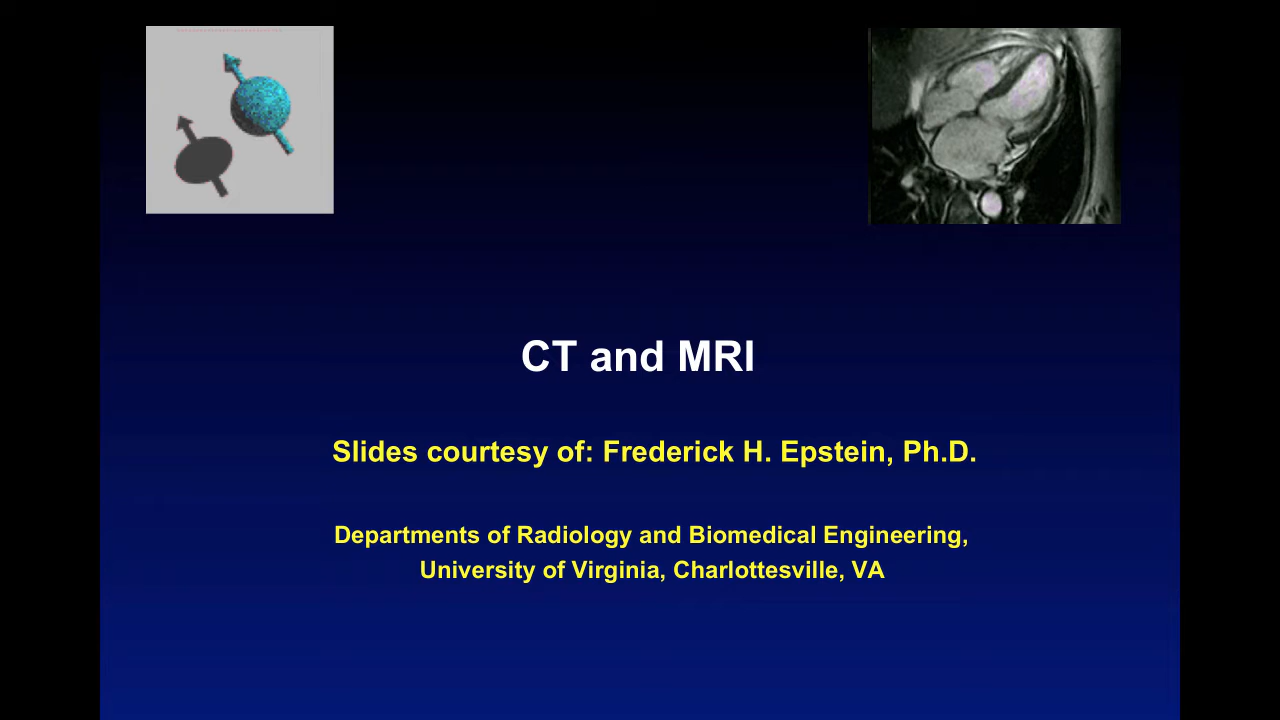 CT and MRI
Slides courtesy of: Frederick H. Epstein, Ph.D.
Departments of Radiology and Biomedical Engineering,
University of Virginia, Charlottesville, VA